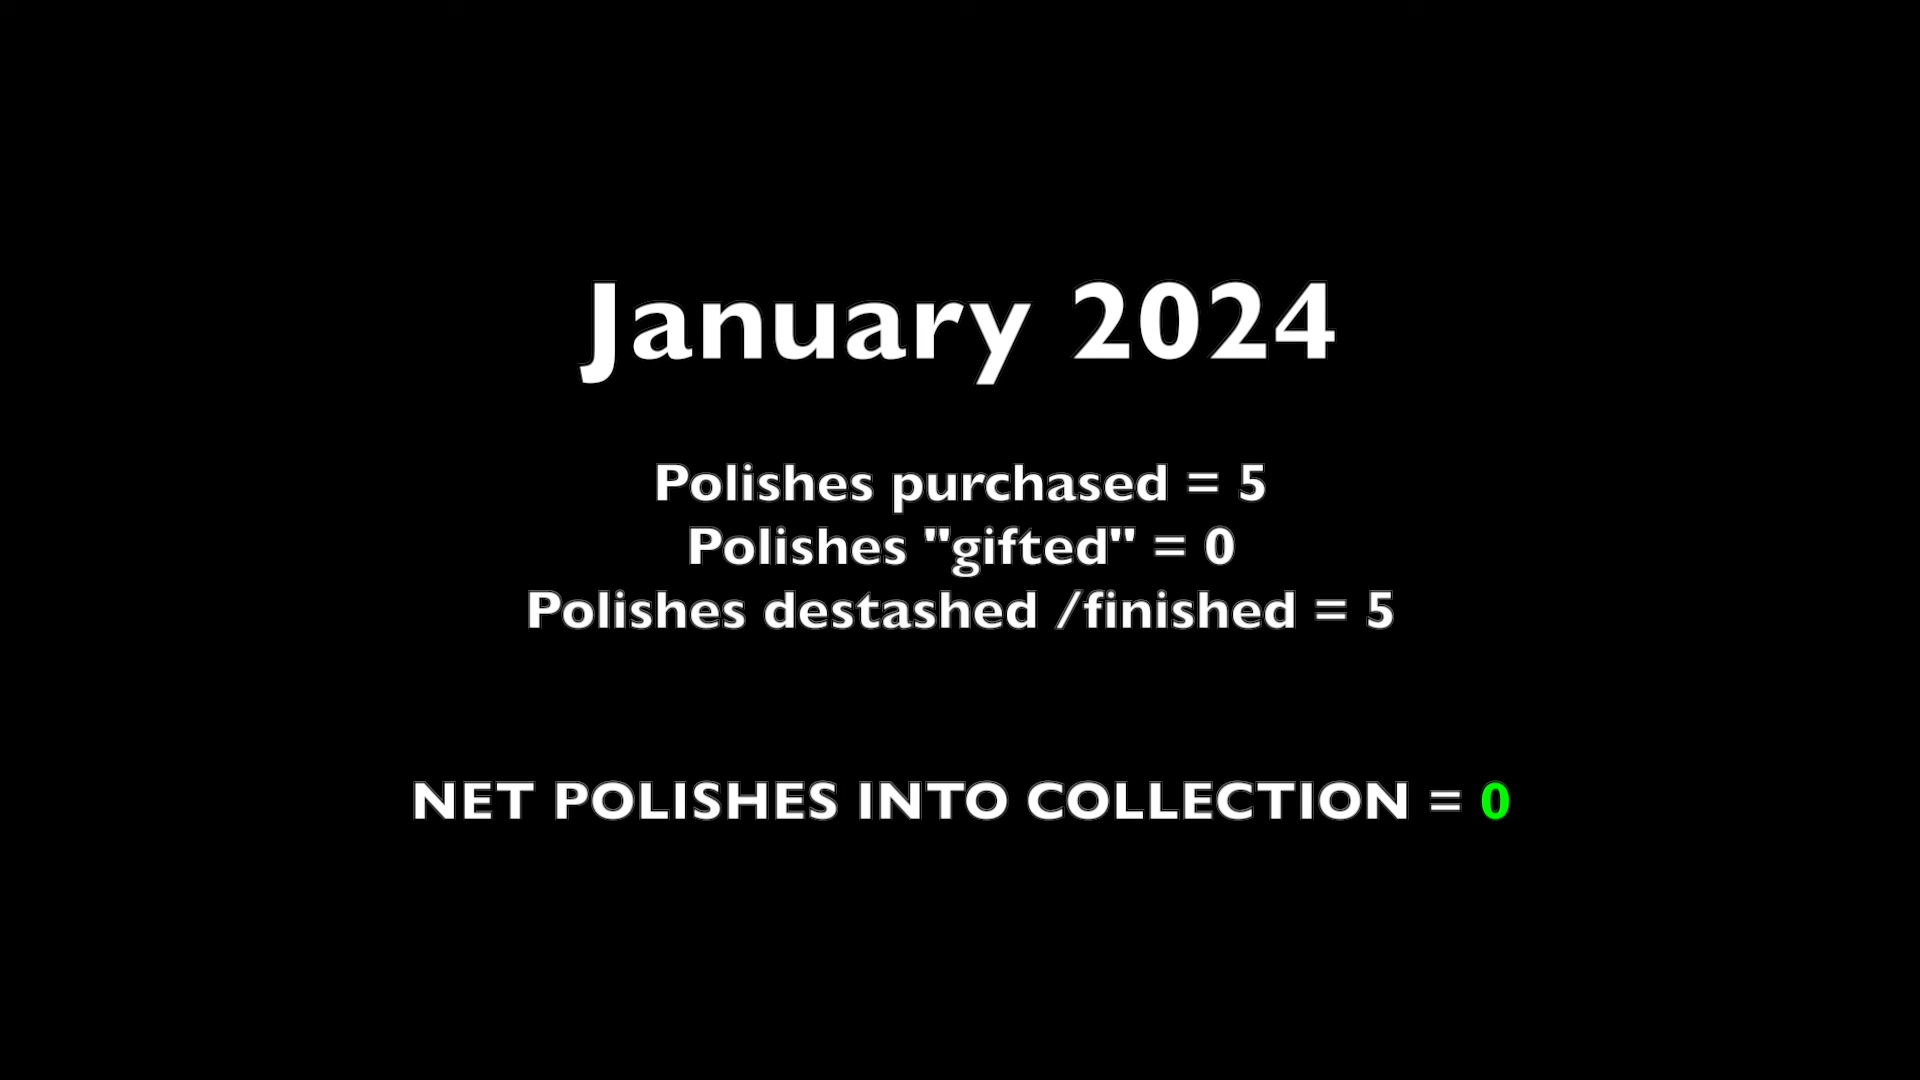 January 2024
Polishes purchased = 5
Polishes "gifted" = 0
Polishes destashed /finished = 5
NET POLISHES INTO COLLECTION = 0